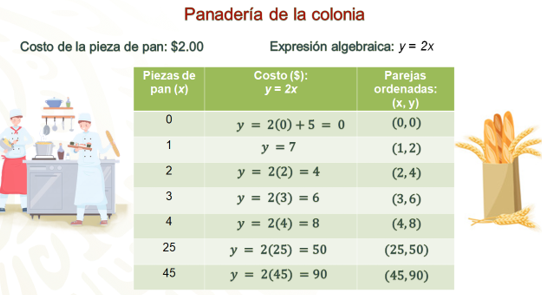 Panadería de la colonia
Costo de la pieza de pan: $2.00 Expresión algebraica: y = 2x
Piezas de pan (x) Costo ($): y = 2x Parejas ordenadas: (x, y)
0 y = 2(0) + 5 = 0 (0, 0)
1 y = 7 (1, 2)
2 y = 2(2) = 4 (2, 4)
3 y = 2(3) = 6 (3, 6)
4 y = 2(4) = 8 (4, 8)
25 y = 2(25) = 50 (25, 50)
45 y = 2(45) = 90 (45, 90)